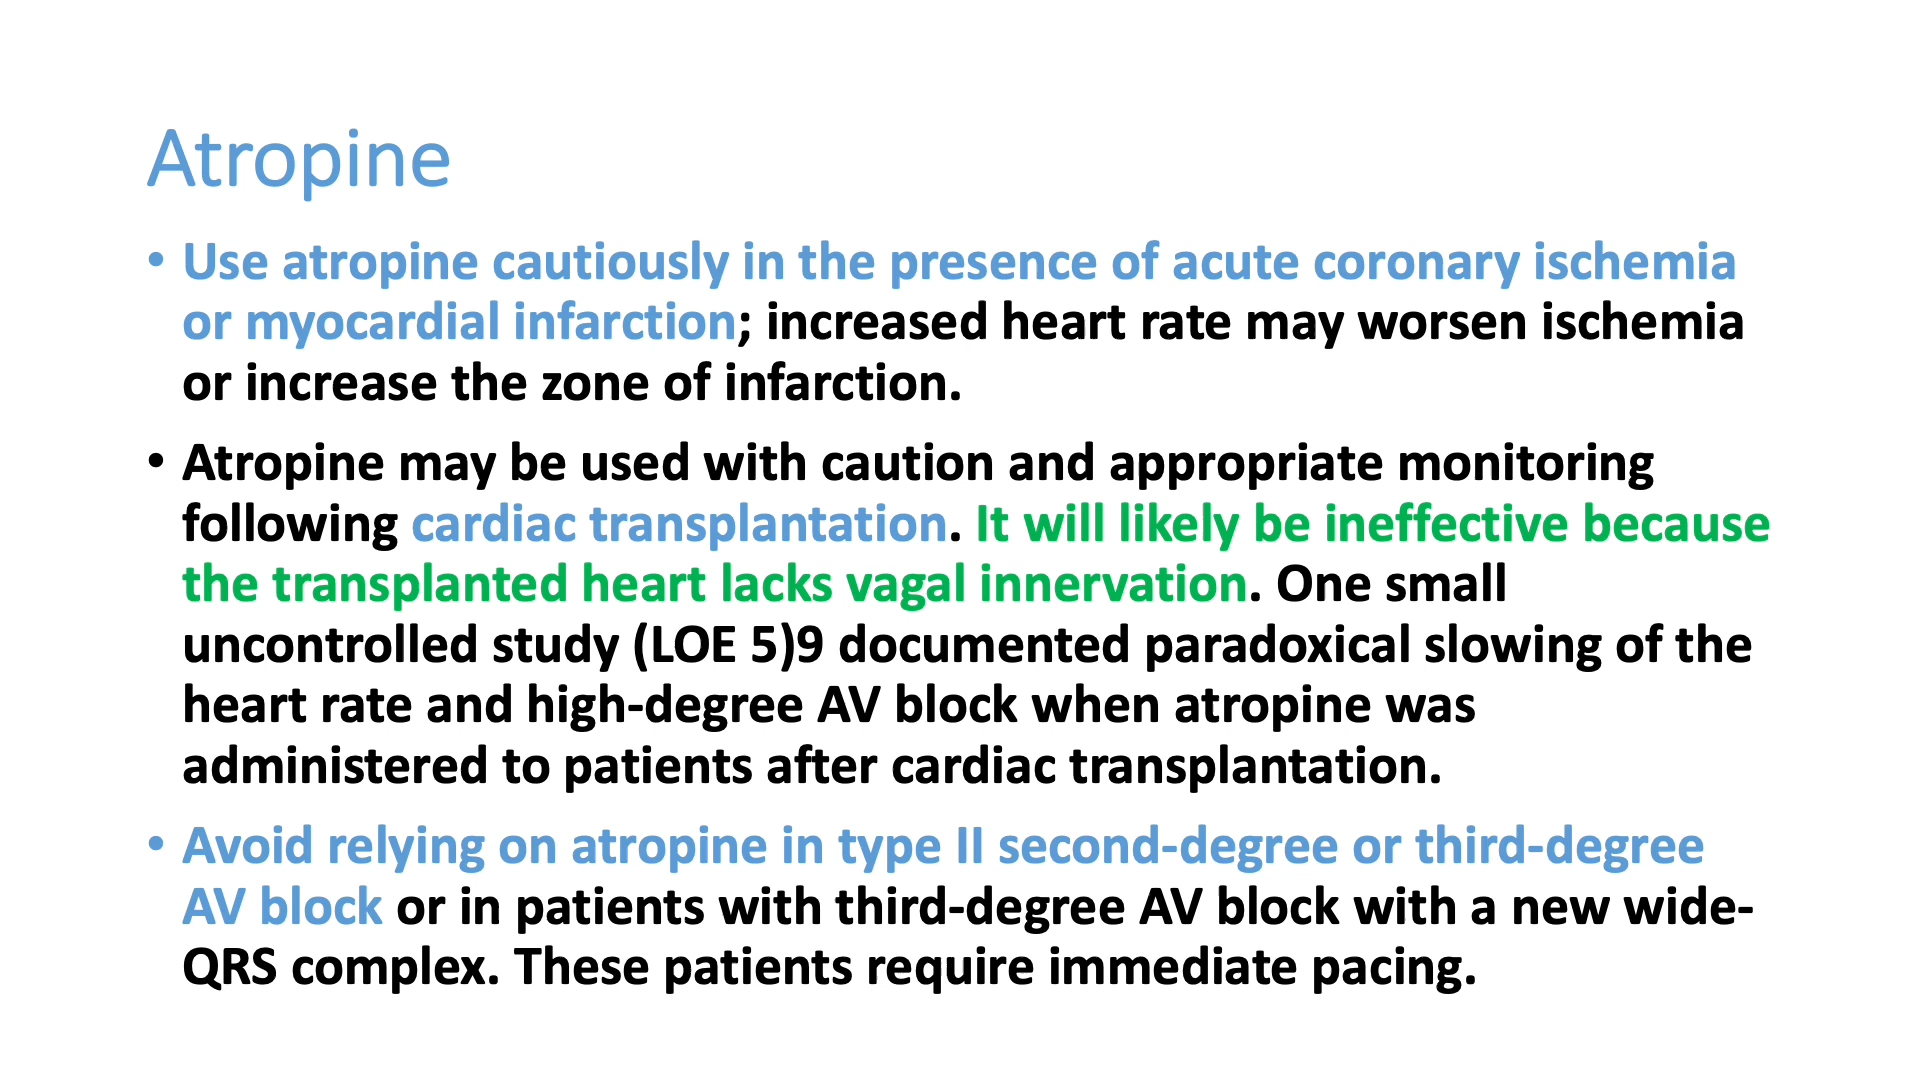 Atropine
• Use atropine cautiously in the presence of acute coronary ischemia
or myocardial infarction; increased heart rate may worsen ischemia
or increase the zone of infarction.
• Atropine may be used with caution and appropriate monitoring
following cardiac transplantation. It will likely be ineffective because
the transplanted heart lacks vagal innervation. One small
uncontrolled study (LOE 5)9 documented paradoxical slowing of the
heart rate and high-degree AV block when atropine was
administered to patients after cardiac transplantation.
• Avoid relying on atropine in type II second-degree or third-degree
AV block or in patients with third-degree AV block with a new wide-
QRS complex. These patients require immediate pacing.